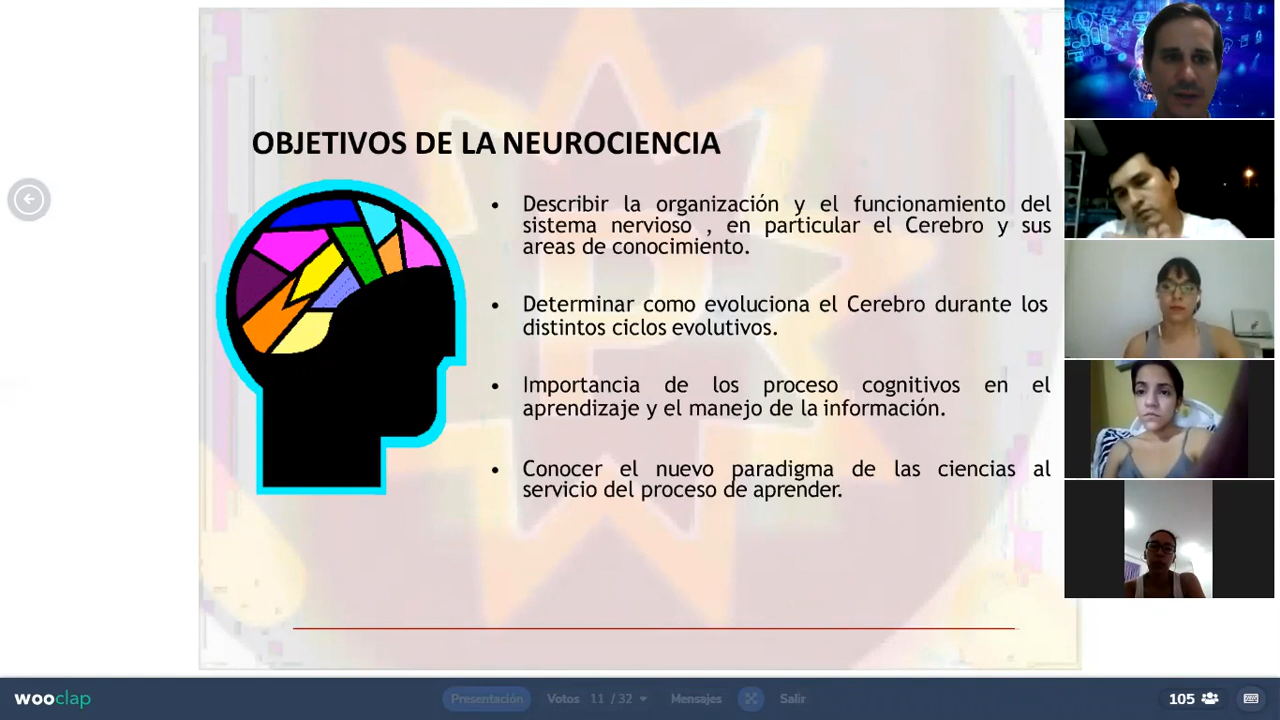 OBJETIVOS DE LA NEUROCIENCIA
• Describir la organización y el funcionamiento del
sistema nervioso , en particular el Cerebro y sus
areas de conocimiento.
• Determinar como evoluciona el Cerebro durante los
distintos ciclos evolutivos.
• Importancia de los proceso cognitivos en el
aprendizaje y el manejo de la información.
• Conocer el nuevo paradigma de las ciencias al
servicio del proceso de aprender.
wooclap
Presentación Votos 11 / 32 Mensajes Salir 105